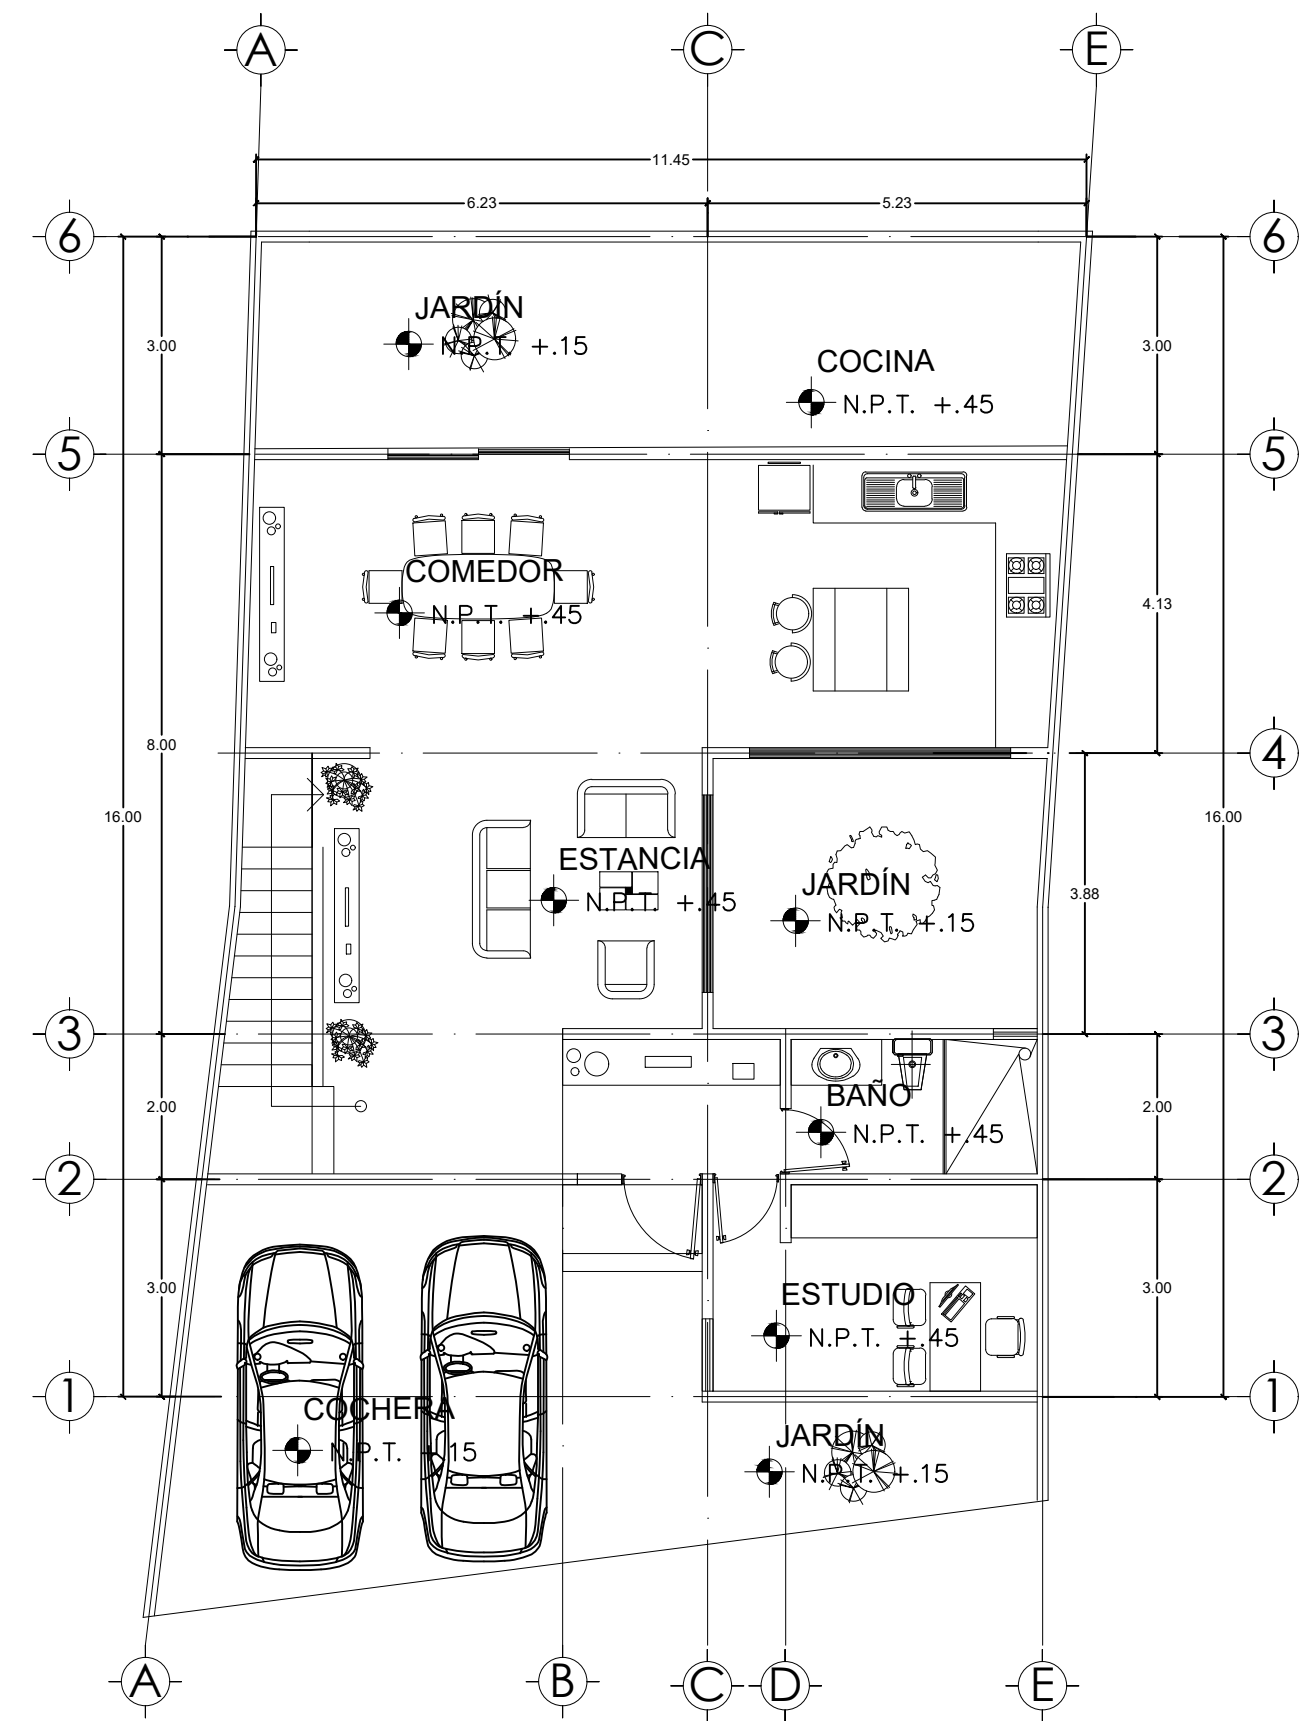 A
C
E
11.45
6.23
5.23
6
6
JARDÍN
N.P.T. +.15
3.00
3.00
COCINA
N.P.T. +.45
5
5
COMEDOR
N.P.T. +.45
4.13
8.00
4
16.00
16.00
ESTANCIA
N.P.T. +.45
JARDÍN
N.P.T. +.15
3.88
3
3
2.00
2.00
BAÑO
N.P.T. +.45
2
2
3.00
3.00
ESTUDIO
N.P.T. +.45
1
1
COCHERA
N.P.T. +.15
JARDÍN
N.P.T. +.15
A
B
C
D
E